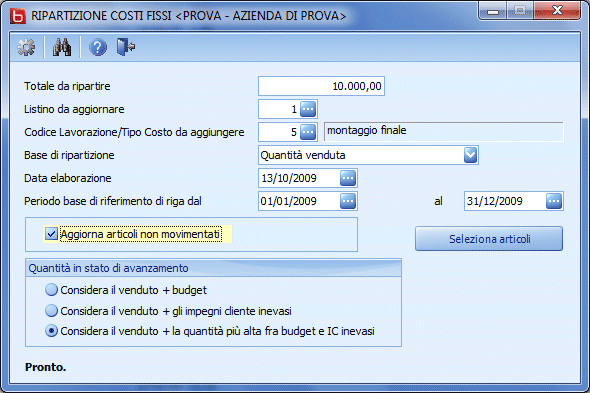 RIPARTIZIONE COSTI FISSI <PROVA - AZIENDA DI PROVA>
Totale da ripartire 10.000,00
Listino da aggiornare 1
Codice Lavorazione/Tipo Costo da aggiungere 5 montaggio finale
Base di ripartizione Quantità venduta
Data elaborazione 13/10/2009
Periodo base di riferimento di riga dal 01/01/2009 al 31/12/2009
Aggiorna articoli non movimentati
Seleziona articoli
Quantità in stato di avanzamento
Considera il venduto + budget
Considera il venduto + gli impegni cliente inevasi
Considera il venduto + la quantità più alta fra budget e IC inevasi
Pronto.